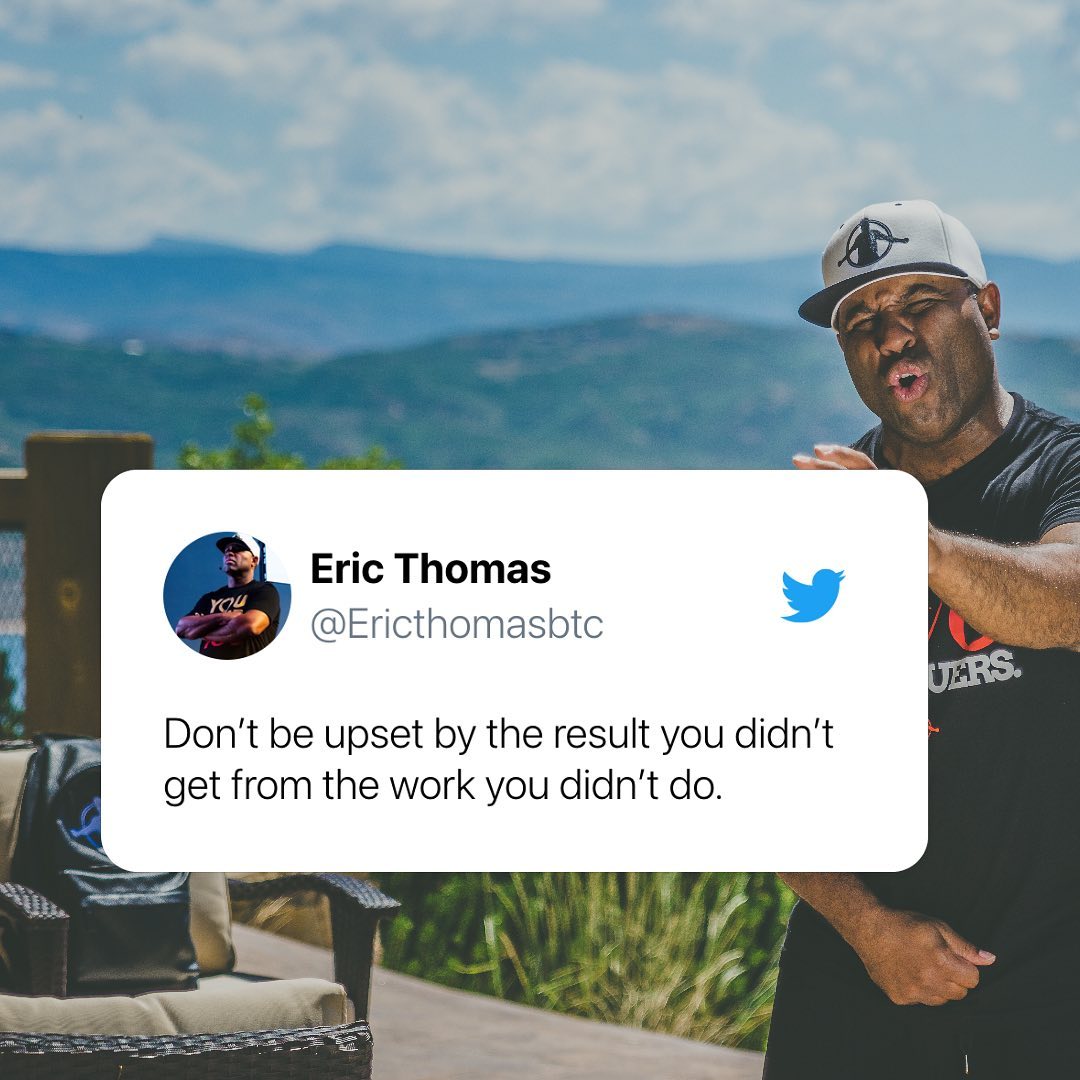 Eric Thomas
@Ericthomasbtc
Don’t be upset by the result you didn’t
get from the work you didn’t do.
YOU
UERS.